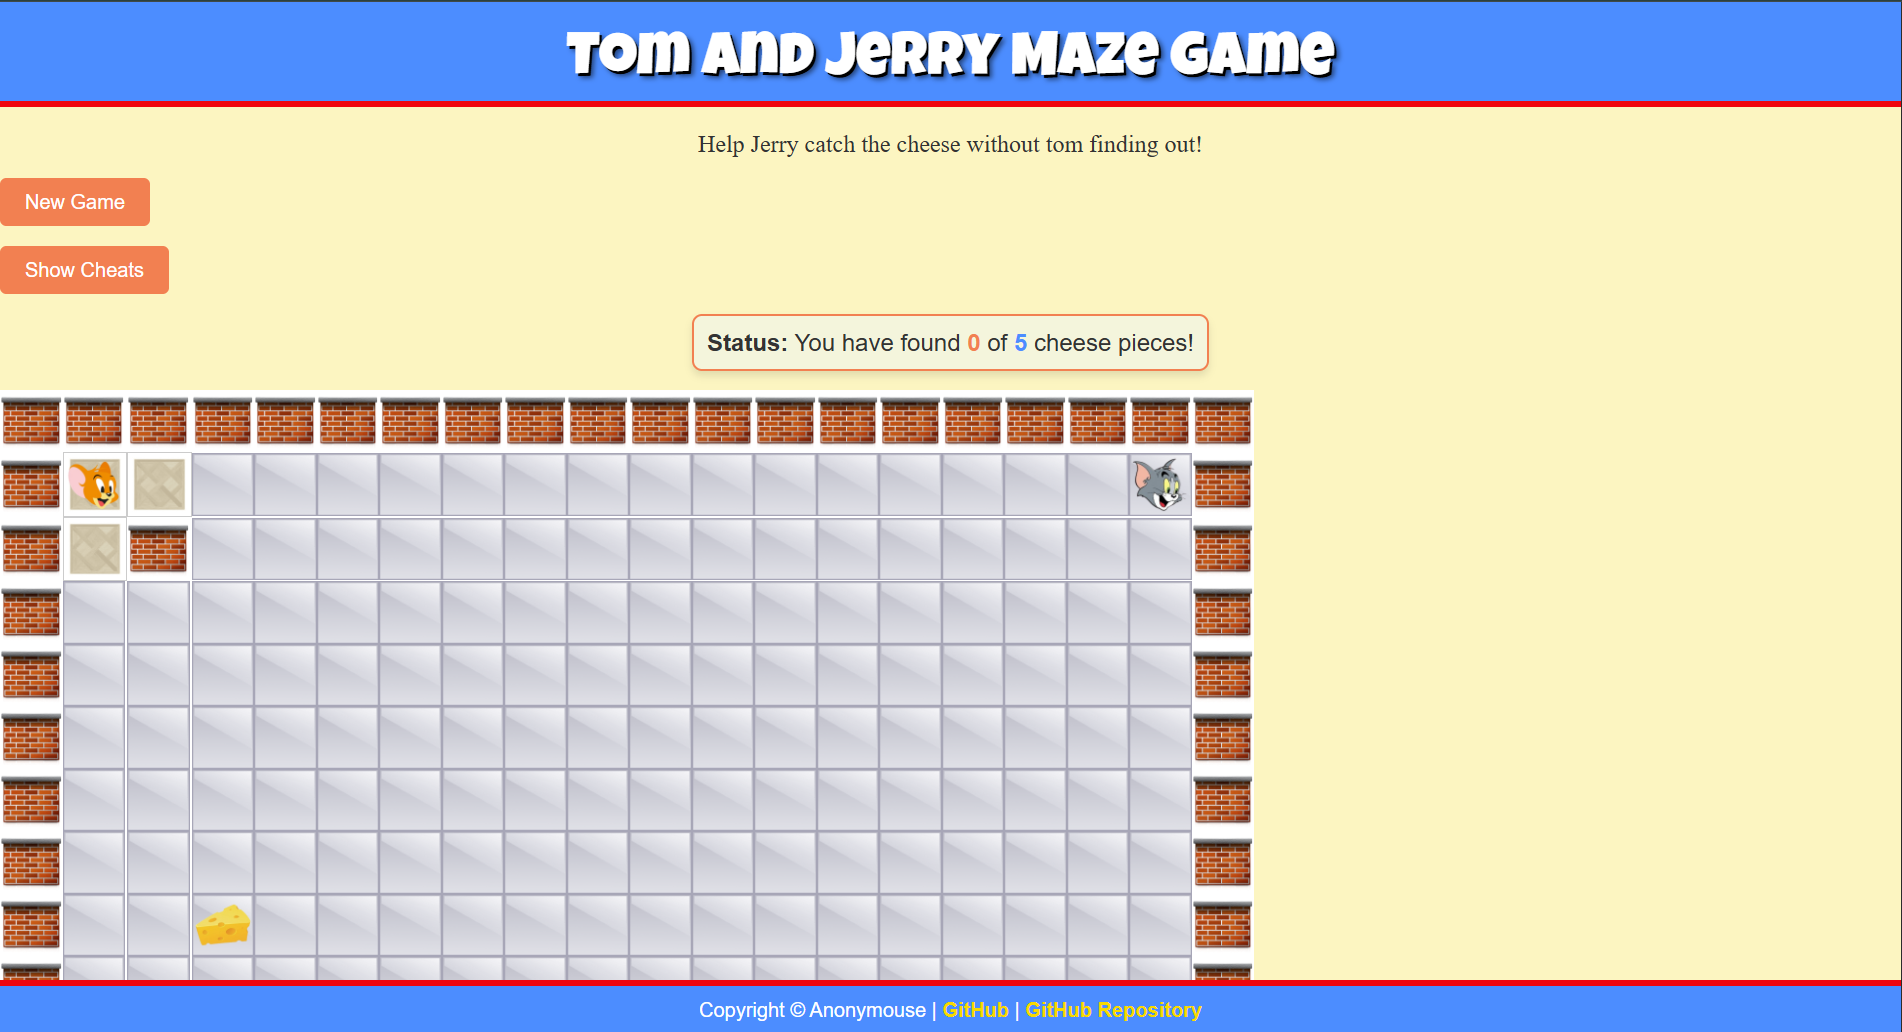 Tom and Jerry Maze Game
Help Jerry catch the cheese without tom finding out!
New Game
Show Cheats
Status: You have found 0 of 5 cheese pieces!
Copyright © Anonymouse | GitHub | GitHub Repository